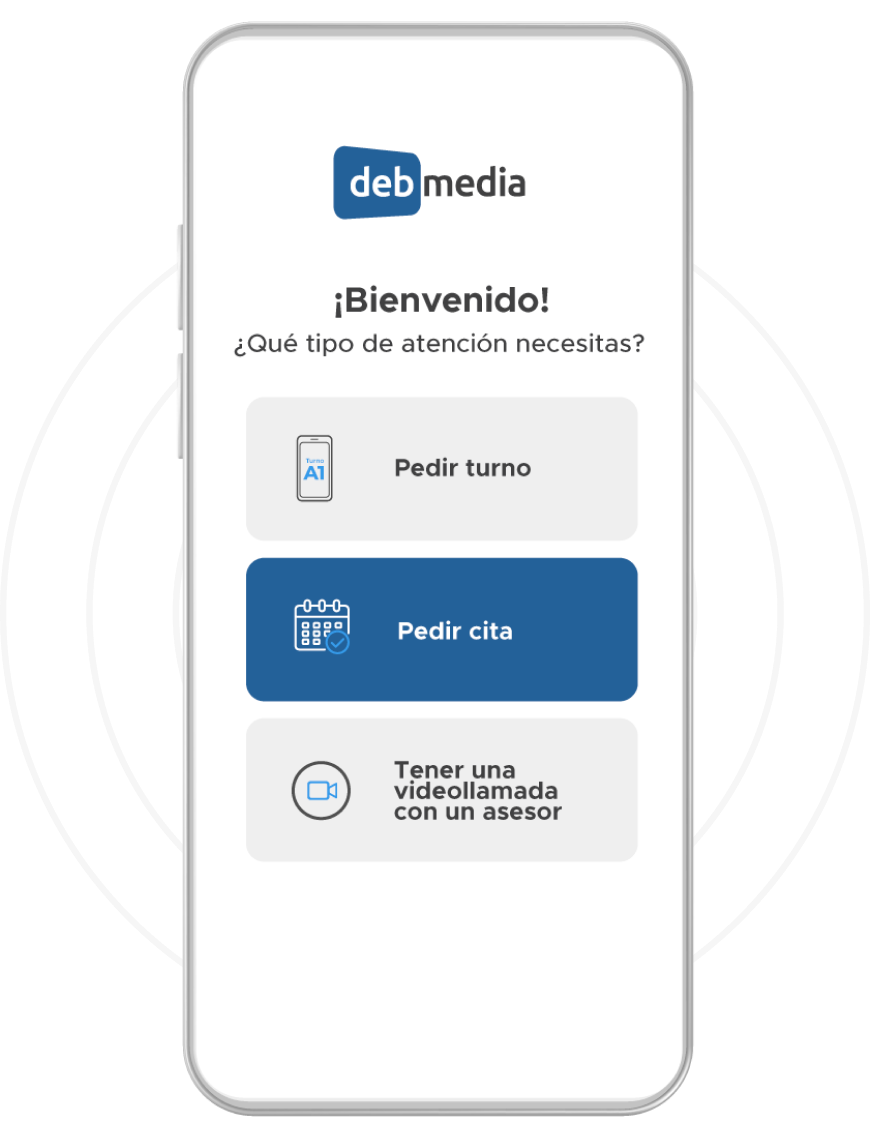 debmedia
¡Bienvenido!
¿Qué tipo de atención necesitas?
Turno
A1
Pedir turno
Pedir cita
Tener una
videollamada
con un asesor